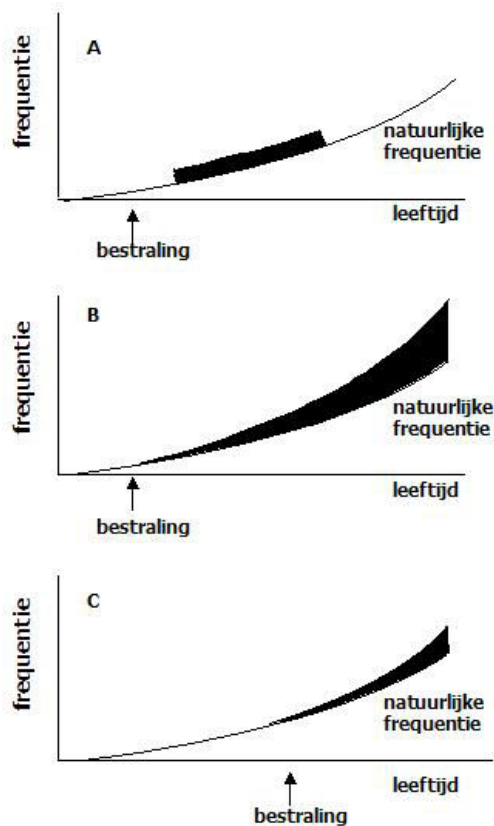 frequentie
A
natuurlijke
frequentie
leeftijd
bestraling
frequentie
B
natuurlijke
frequentie
leeftijd
bestraling
frequentie
C
natuurlijke
frequentie
leeftijd
bestraling